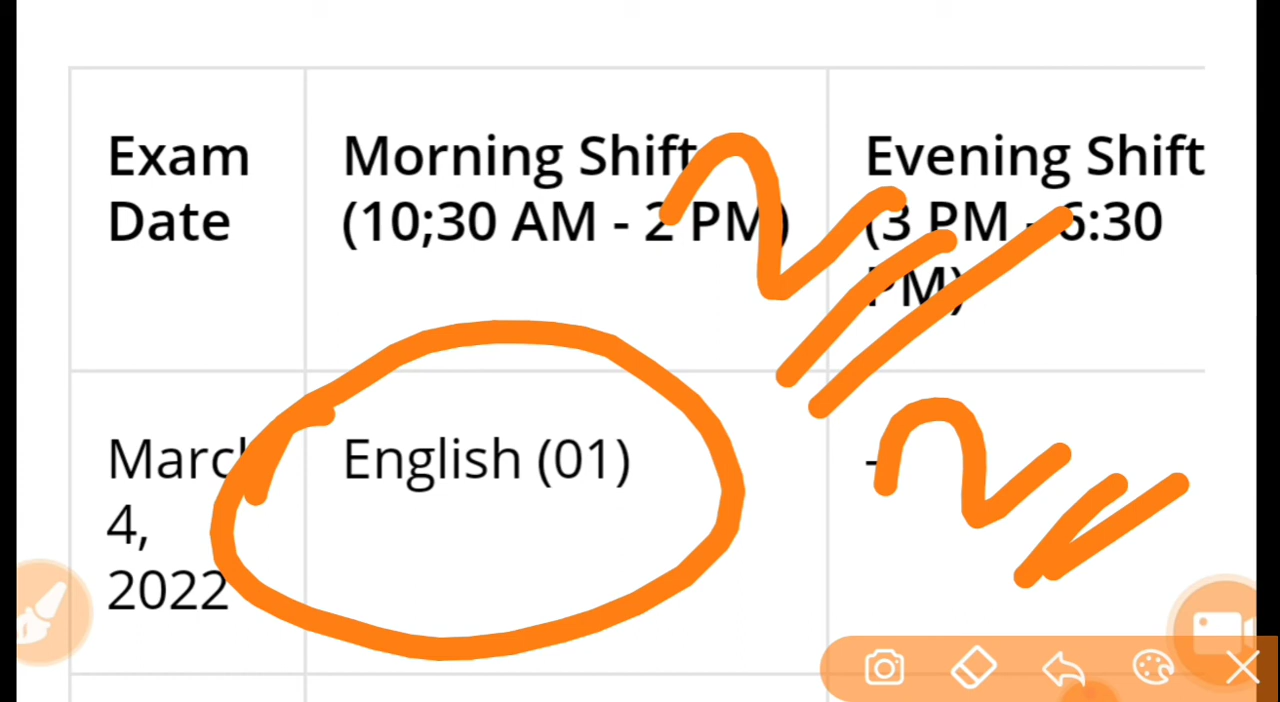 Exam
Date
Morning Shift
(10;30 AM - 2 PM)
Evening Shift
(3 PM - 6:30
PM)
March
4,
2022
English (01)
-